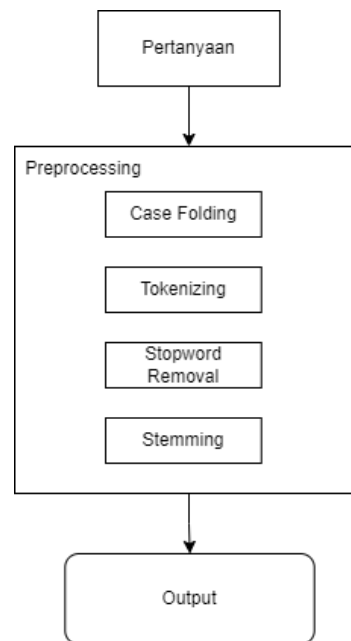 Pertanyaan
Preprocessing
Case Folding
Tokenizing
Stopword
Removal
Stemming
Output